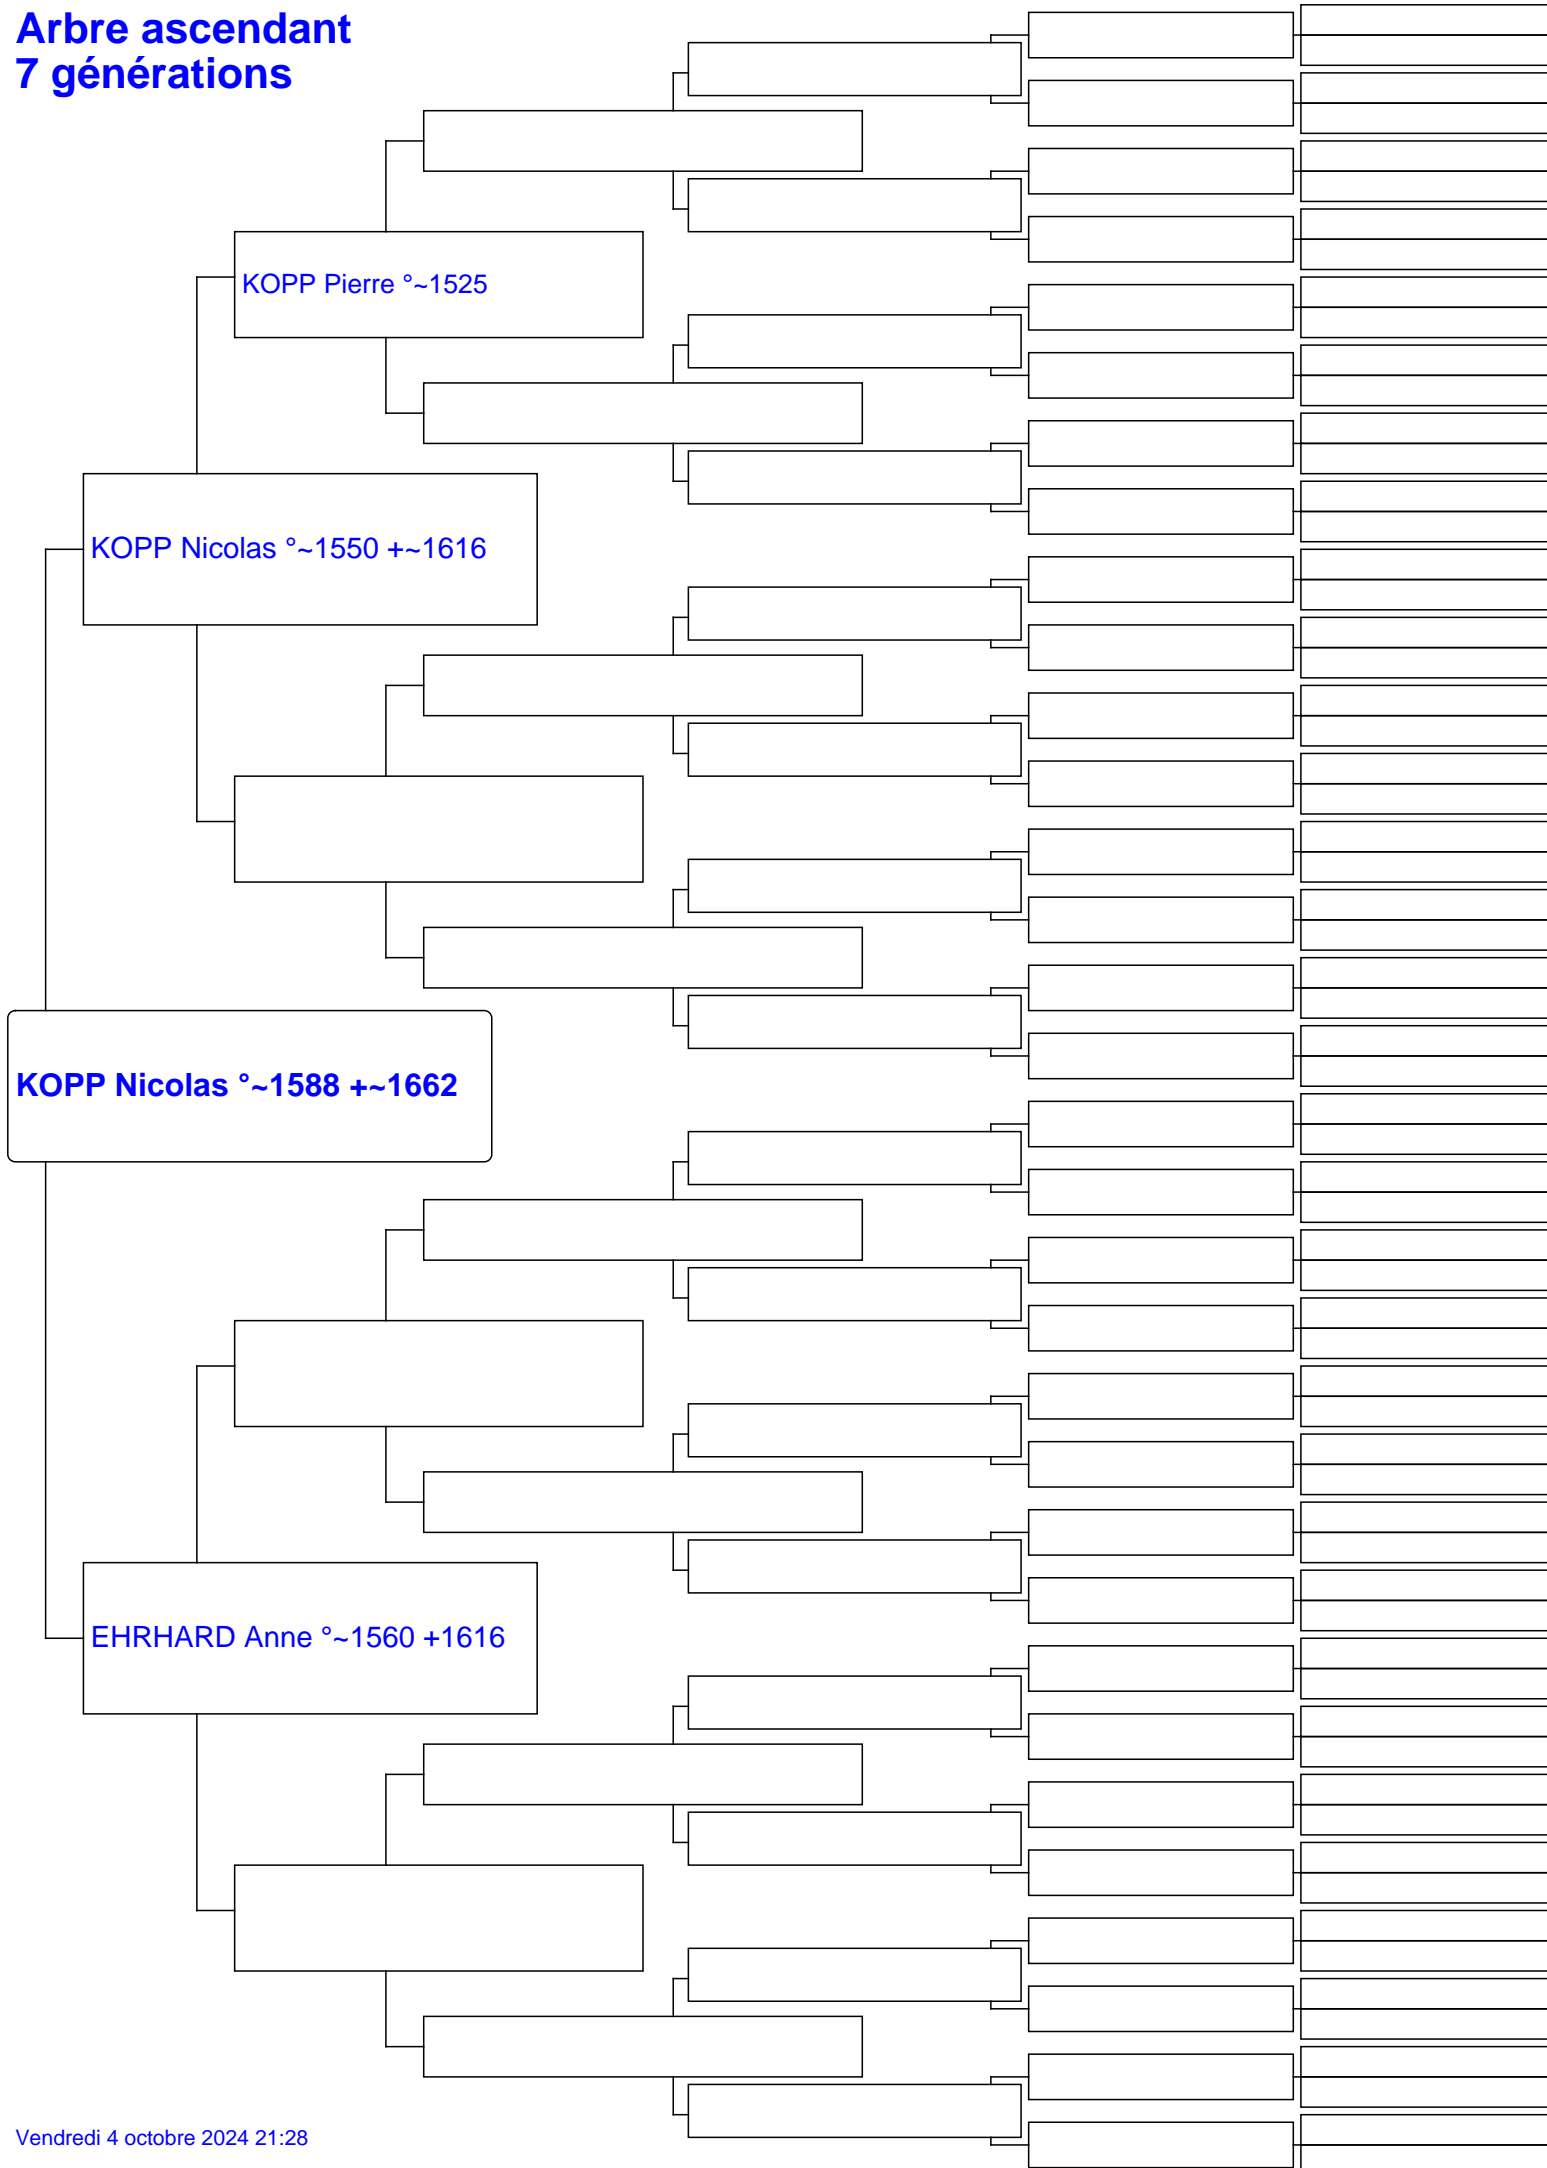 Arbre ascendant
7 générations
KOPP Pierre °~1525
KOPP Nicolas °~1550 +~1616
KOPP Nicolas °~1588 +~1662
EHRHARD Anne °~1560 +1616
Vendredi 4 octobre 2024 21:28